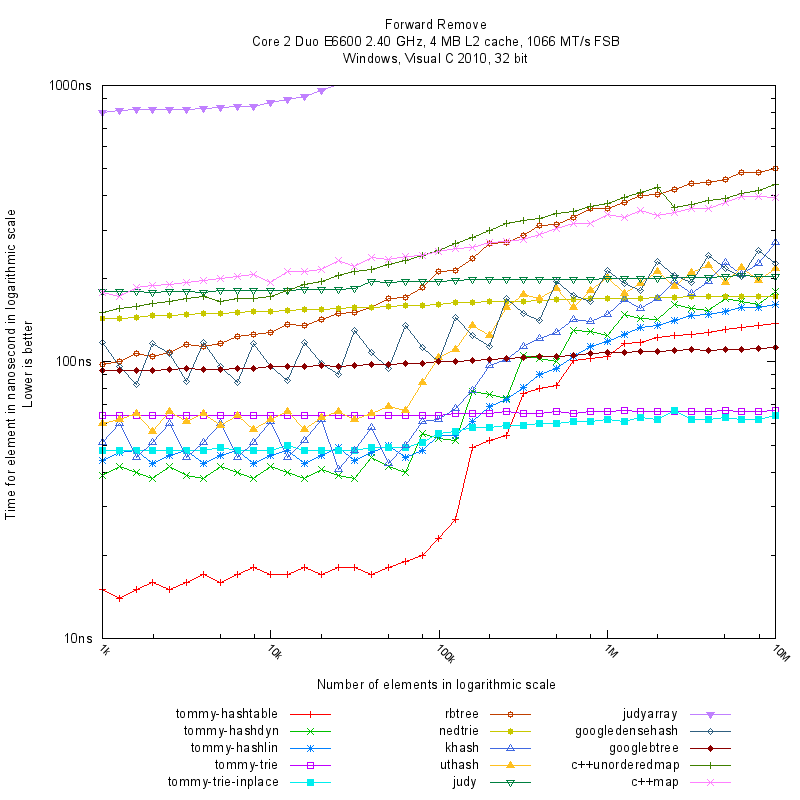 Forward Remove
Core 2 Duo E6600 2.40 GHz, 4 MB L2 cache, 1066 MT/s FSB
Windows, Visual C 2010, 32 bit
Time for element in nanosecond in logarithmic scale
Lower is better
1000ns
100ns
10ns
1k
10k
100k
1M
10M
Number of elements in logarithmic scale
tommy-hashtable
tommy-hashdyn
tommy-hashlin
tommy-trie
tommy-trie-inplace
rbtree
nedtrie
khash
uthash
judy
judyarray
googledensehash
googlebtree
c++unorderedmap
c++map